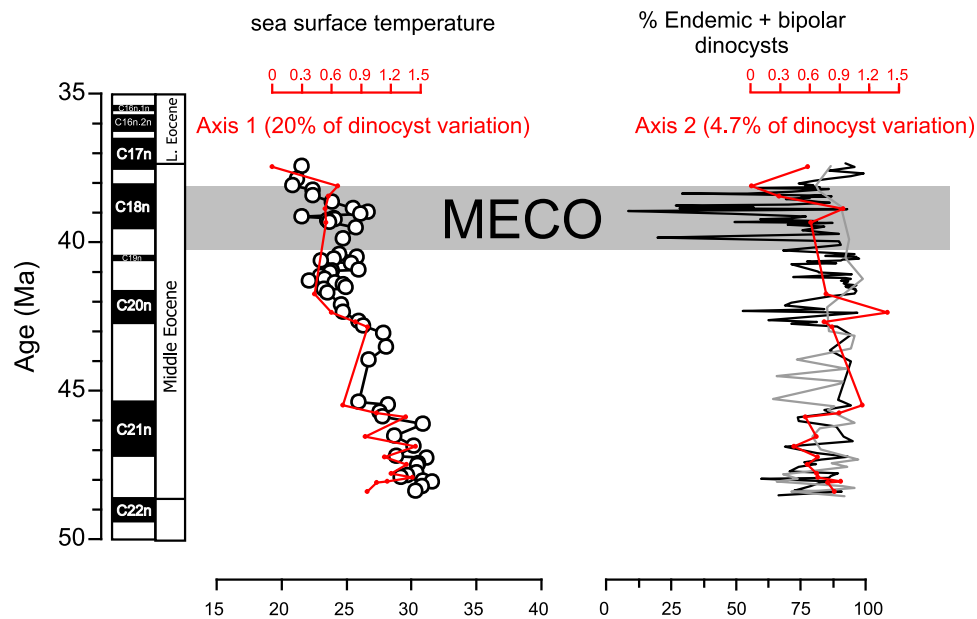 sea surface temperature
% Endemic + bipolar
dinocysts
0 0.3 0.6 0.9 1.2 1.5
0 0.3 0.6 0.9 1.2 1.5
Axis 1 (20% of dinocyst variation)
Axis 2 (4.7% of dinocyst variation)
Age (Ma)
35
40
45
50
C16n.1n
C16n.2n
C17n
C18n
C19n
C20n
C21n
C22n
L. Eocene
Middle Eocene
MECO
15 20 25 30 35 40
0 25 50 75 100